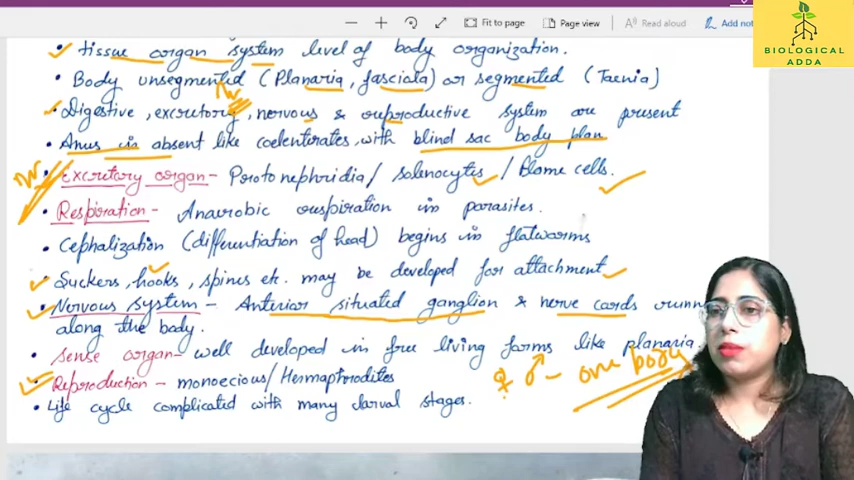 Fit to page
Page view
Read aloud
Add not
BIOLOGICAL
ADDA
• tissue organ system level of body organization.
• Body unsegmented (Planaria, fasciola) or segmented (Taenia)
• Digestive, excretory, nervous & reproductive system are present
• Anus is absent like coelenterates, with blind sac body plan
• Excretory organ- Protonephridia/ Solenocytes / Blame cells.
• Respiration- Anaerobic respiration in parasites.
• Cephalization (differentiation of head) begins in flatworms
• Suckers, hooks, spines etc. may be developed for attachment
• Nervous system - Anterior situated ganglion & nerve cards runn
along the body.
• Sense organ- well developed in free living forms like planaria.
• Reproduction - monoecious/Hermaphrodites
♀ ♂ - one body
• Life cycle complicated with many larval stages.